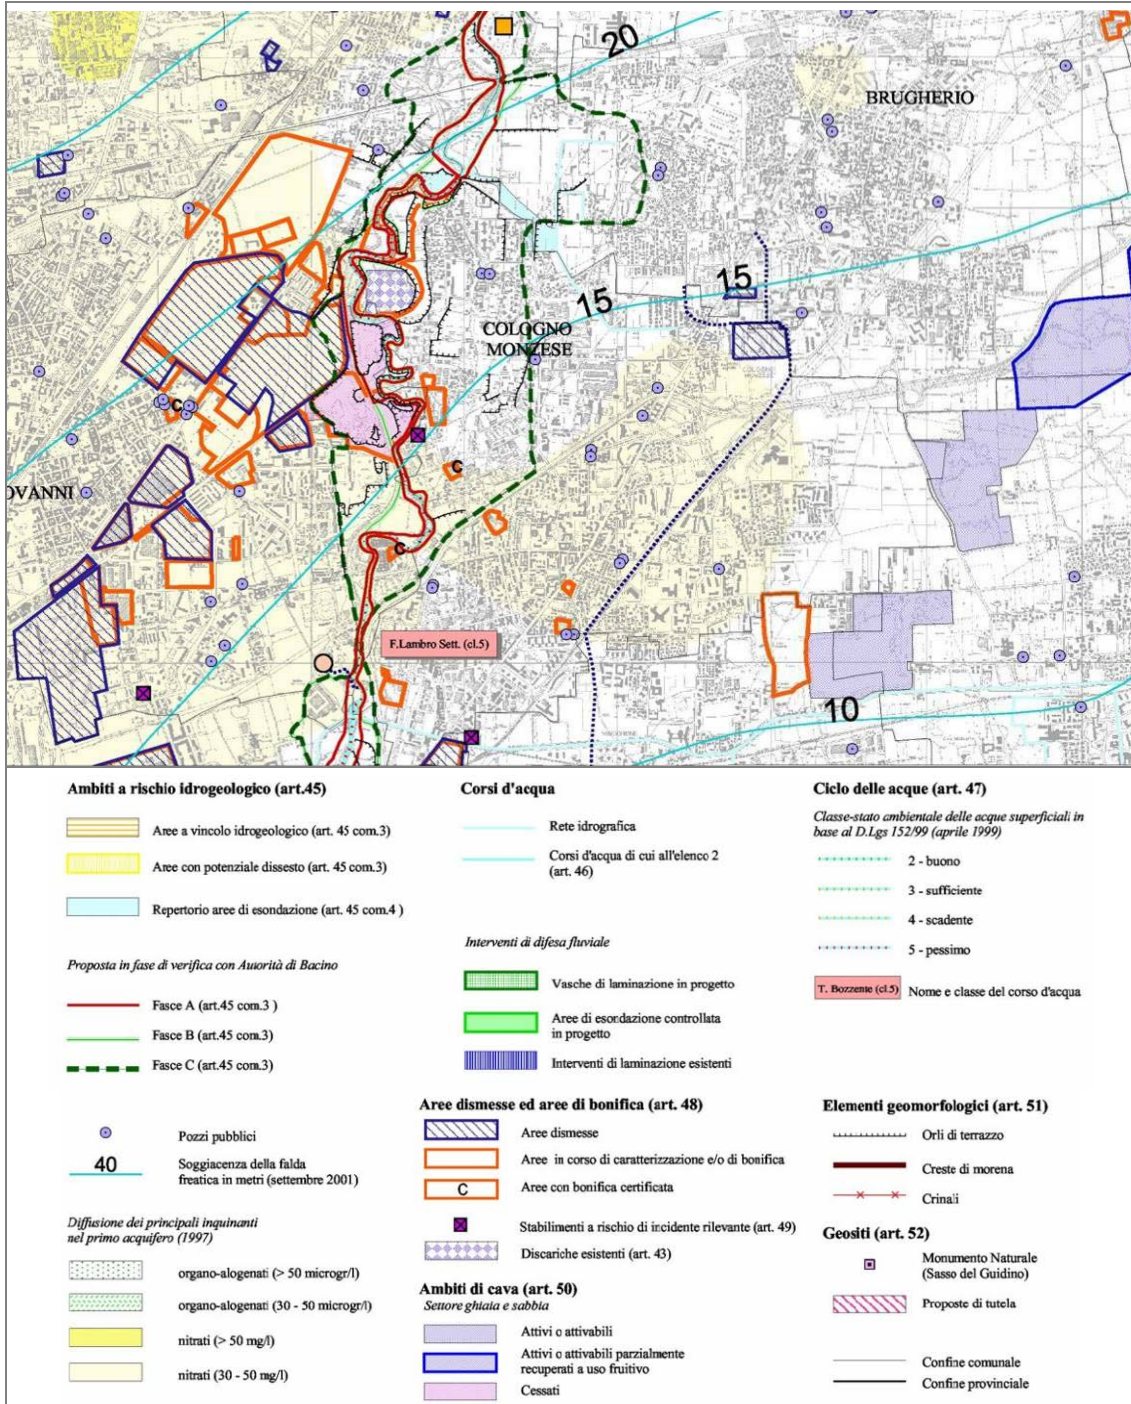 20
BRUGHERIO
15
15
COLOGNO
MONZESE
C
C
OVANNI
C
F.Lambro Sett. (cl.5)
10
Ambiti a rischio idrogeologico (art.45)
Aree a vincolo idrogeologico (art. 45 com.3)
Aree con potenziale dissesto (art. 45 com.3)
Repertorio aree di esondazione (art. 45 com.4 )
Proposta in fase di verifica con Autorità di Bacino
Fasce A (art.45 com.3 )
Fasce B (art.45 com.3)
Fasce C (art.45 com.3)
Corsi d'acqua
Rete idrografica
Corsi d'acqua di cui all'elenco 2
(art. 46)
Interventi di difesa fluviale
Vasche di laminazione in progetto
Aree di esondazione controllata
in progetto
Interventi di laminazione esistenti
Ciclo delle acque (art. 47)
Classe-stato ambientale delle acque superficiali in
base al D.Lgs 152/99 (aprile 1999)
2 - buono
3 - sufficiente
4 - scadente
5 - pessimo
T. Bozzente (cl.5)
Nome e classe del corso d'acqua
Pozzi pubblici
40
Soggiacenza della falda
freatica in metri (settembre 2001)
Diffusione dei principali inquinanti
nel primo acquifero (1997)
organo-alogenati (> 50 microgr/l)
organo-alogenati (30 - 50 microgr/l)
nitrati (> 50 mg/l)
nitrati (30 - 50 mg/l)
Aree dismesse ed aree di bonifica (art. 48)
Aree dismesse
Aree in corso di caratterizzazione e/o di bonifica
C
Aree con bonifica certificata
Stabilimenti a rischio di incidente rilevante (art. 49)
Discariche esistenti (art. 43)
Ambiti di cava (art. 50)
Settore ghiaia e sabbia
Attivi o attivabili
Attivi o attivabili parzialmente
recuperati a uso fruitivo
Cessati
Elementi geomorfologici (art. 51)
Orli di terrazzo
Creste di morena
Crinali
Geositi (art. 52)
Monumento Naturale
(Sasso del Guidino)
Proposte di tutela
Confine comunale
Confine provinciale